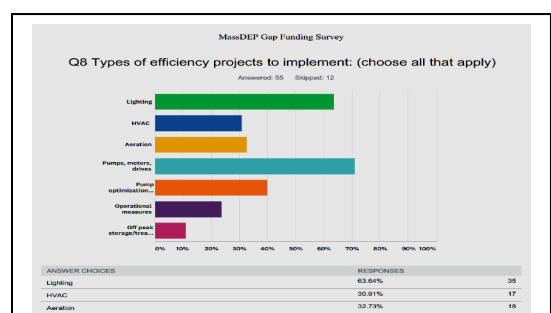 MassDEP Gap Funding Survey
Q8 Types of efficiency projects to implement: (choose all that apply)
Answered: 55 Skipped: 12
Lighting
HVAC
Aeration
Pumps, motors,
drives
Pump
optimization...
Operational
measures
Off peak
storage/trea...
0% 10% 20% 30% 40% 50% 60% 70% 80% 90% 100%
ANSWER CHOICES RESPONSES
Lighting 63.64% 35
HVAC 30.91% 17
Aeration 32.73% 18